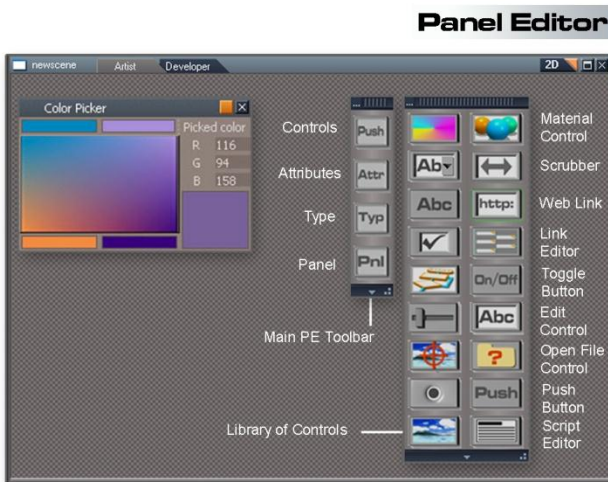 Panel Editor
newscene Artist Developer 2D
Color Picker
Picked color
R 116
G 94
B 158
Controls Push
Attributes Attr
Type Typ
Panel Pnl
Main PE Toolbar
Library of Controls
Material
Control
Ab Scrubber
Abc http: Web Link
Link
Editor
On/Off Toggle
Button
Abc Edit
Control
? Open File
Control
Push Push
Button
Script
Editor